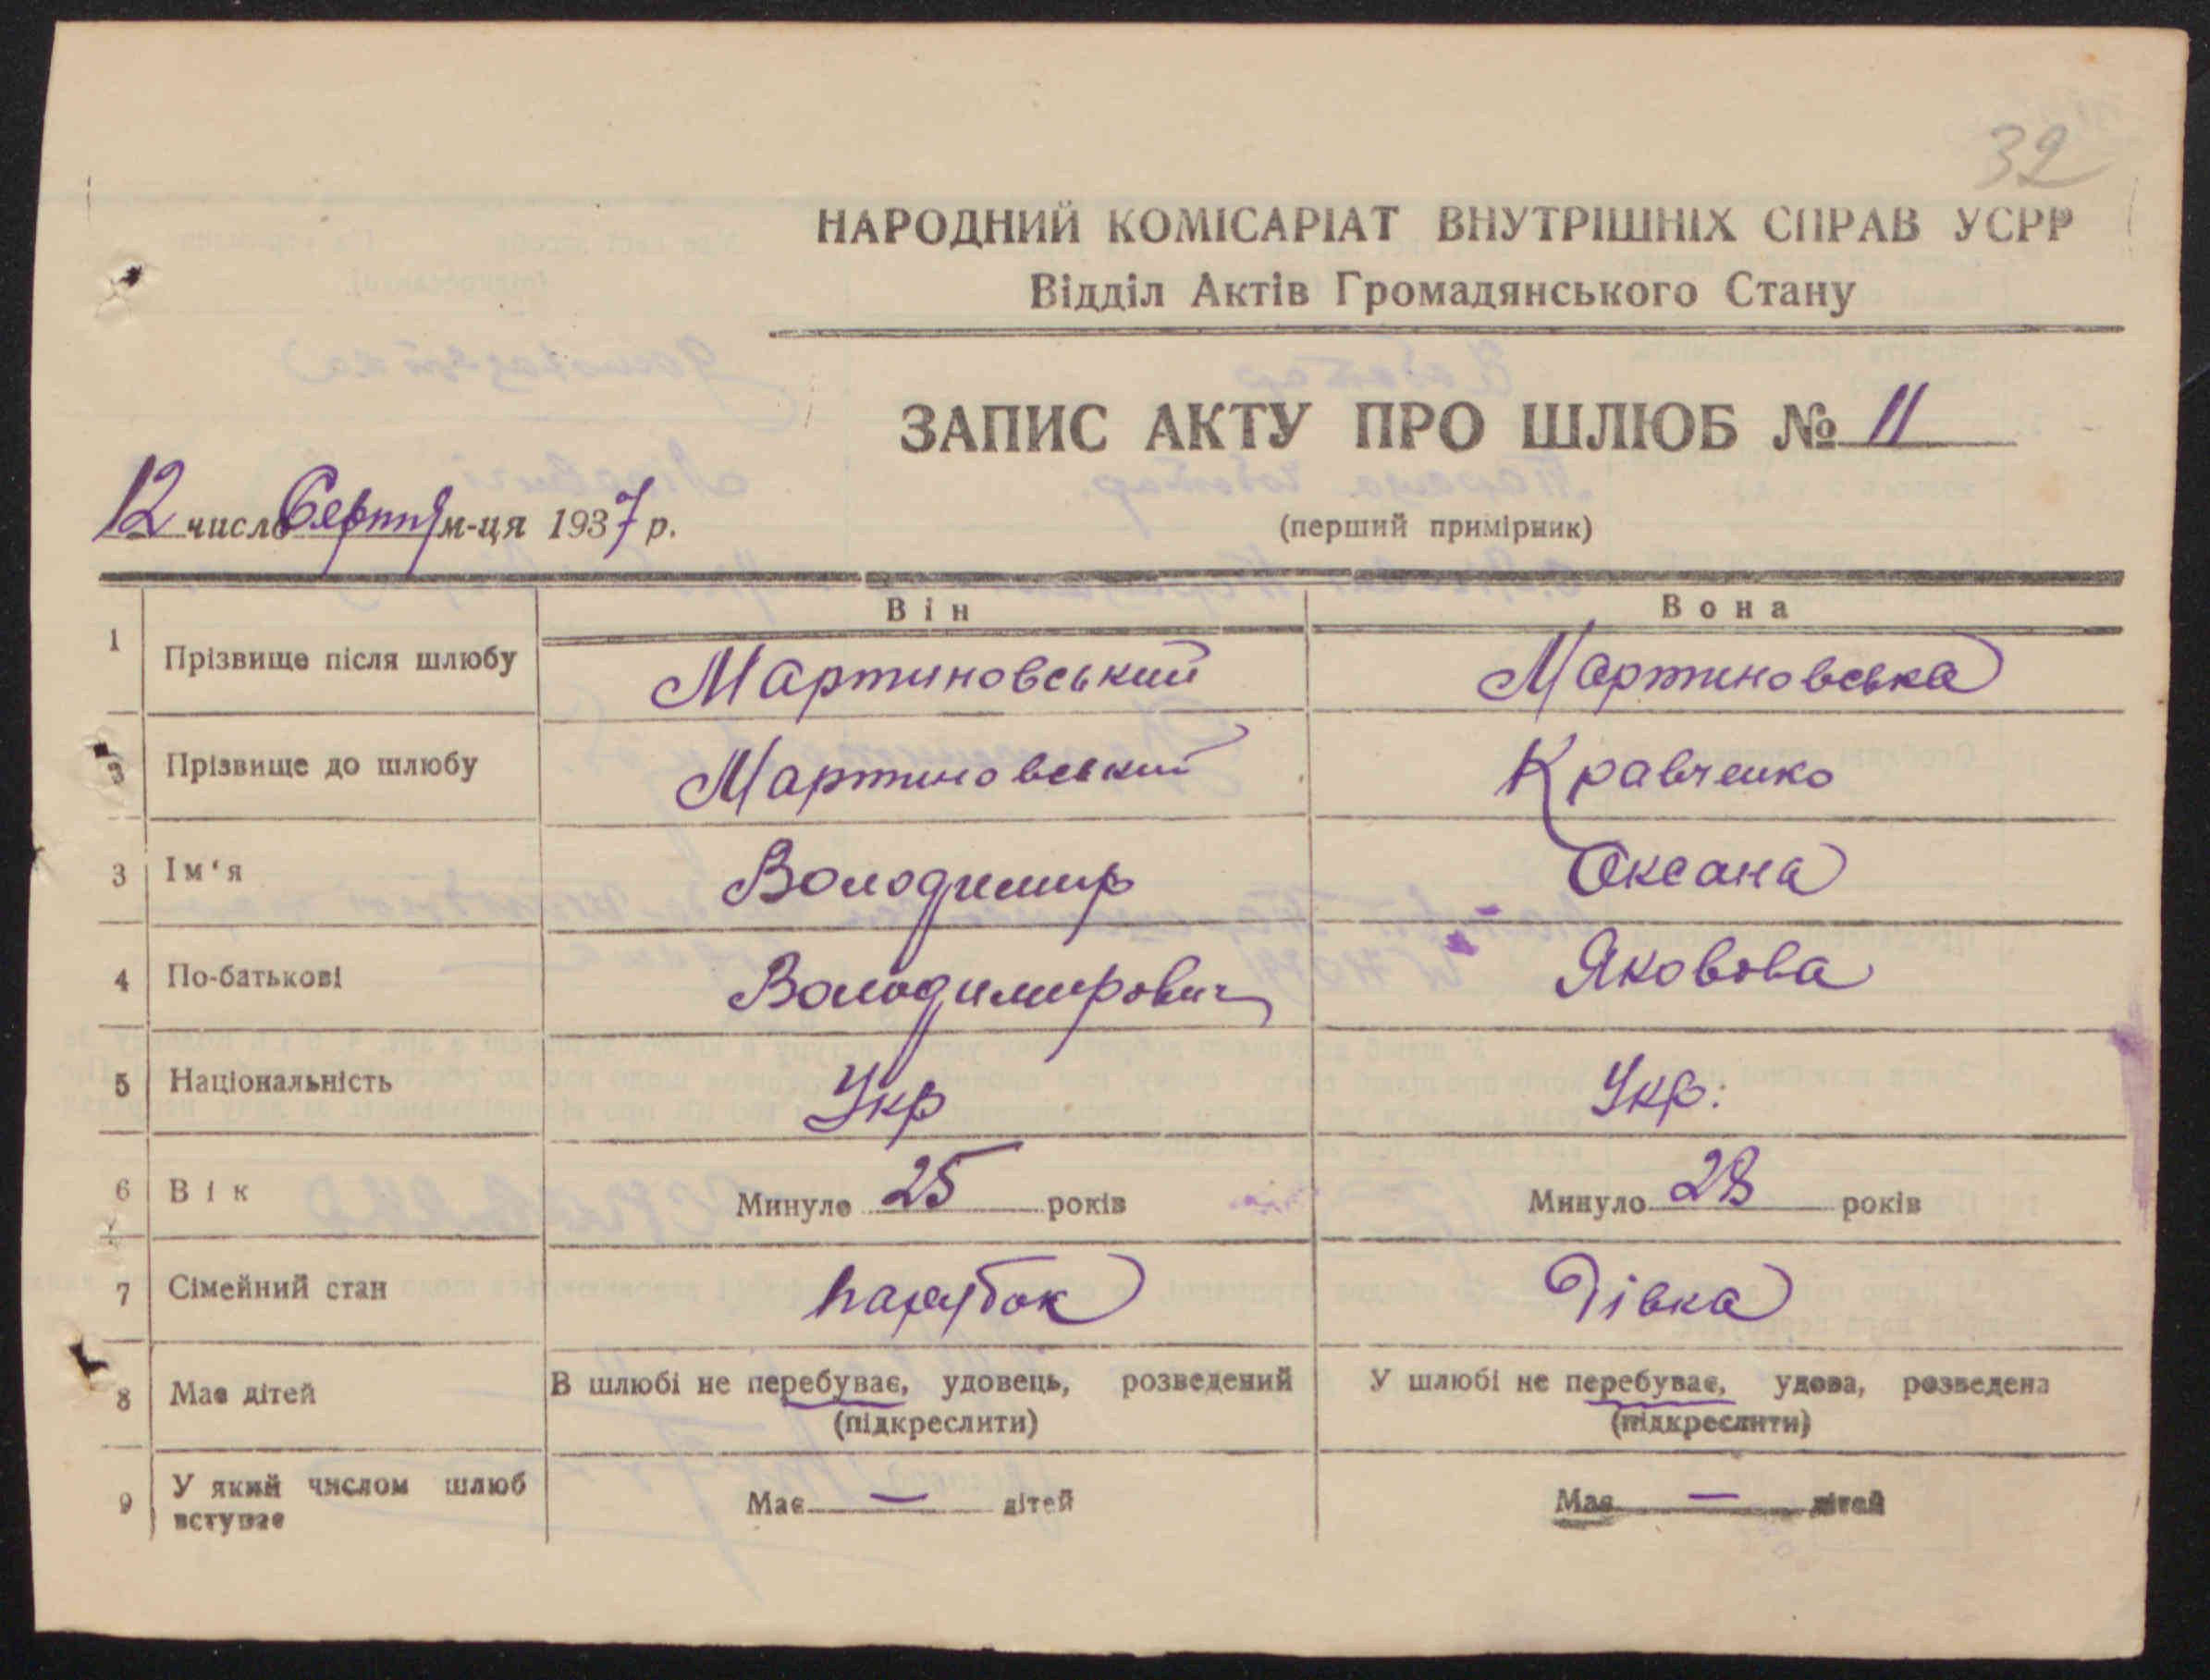 32
НАРОДНИЙ КОМІСАРІАТ ВНУТРІШНІХ СПРАВ УСРР
Відділ Актів Громадянського Стану
ЗАПИС АКТУ ПРО ШЛЮБ № 11
12 число Серпня м-ця 1937 р.
(перший примірник)
Він Вона
1 Прізвище після шлюбу Мартиновський Мартиновська
3 Прізвище до шлюбу Мартиновський Кравченко
3 Ім‘я Володимир Оксана
4 По-батькові Володимирович Яковова
5 Національність Укр Укр:
6 Вік Минуло 25 років Минуло 28 років
7 Сімейний стан парубок Дівка
8 Має дітей В шлюбі не перебуває, удовець, розведений У шлюбі не перебуває, удова, розведена
(підкреслити) (підкреслити)
9 У який числом шлюб вступає Має — дітей Має — дітей